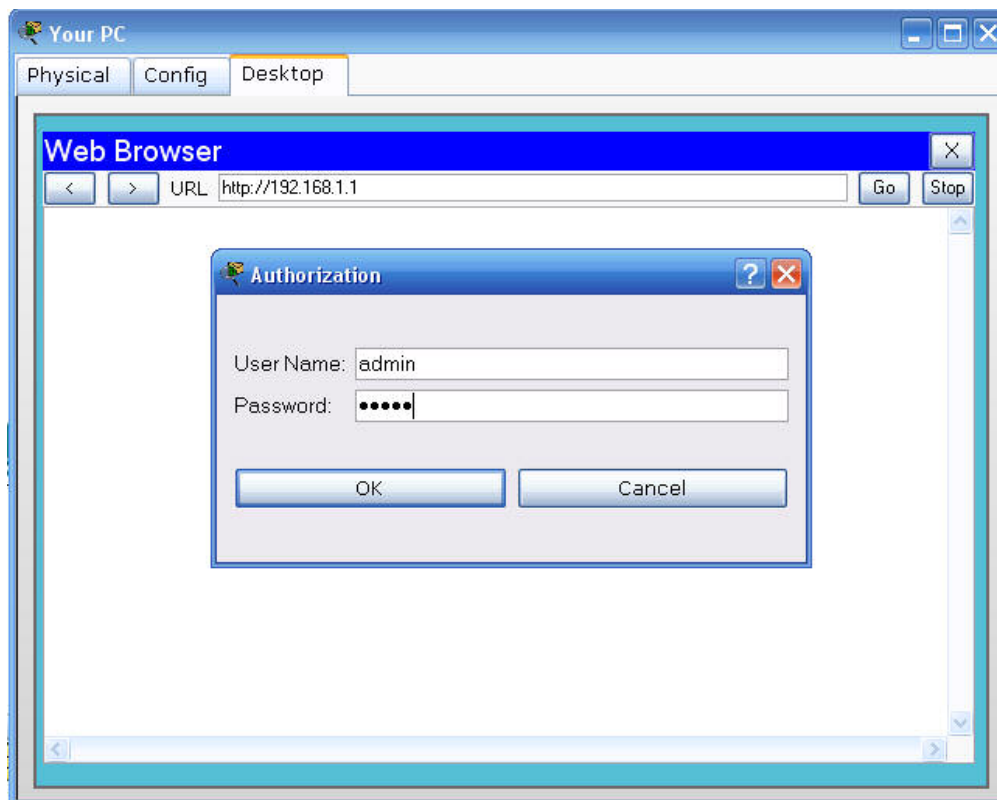 Your PC
Physical Config Desktop
Web Browser X
< > URL http://192.168.1.1 Go Stop
Authorization
User Name: admin
Password: •••••
OK Cancel